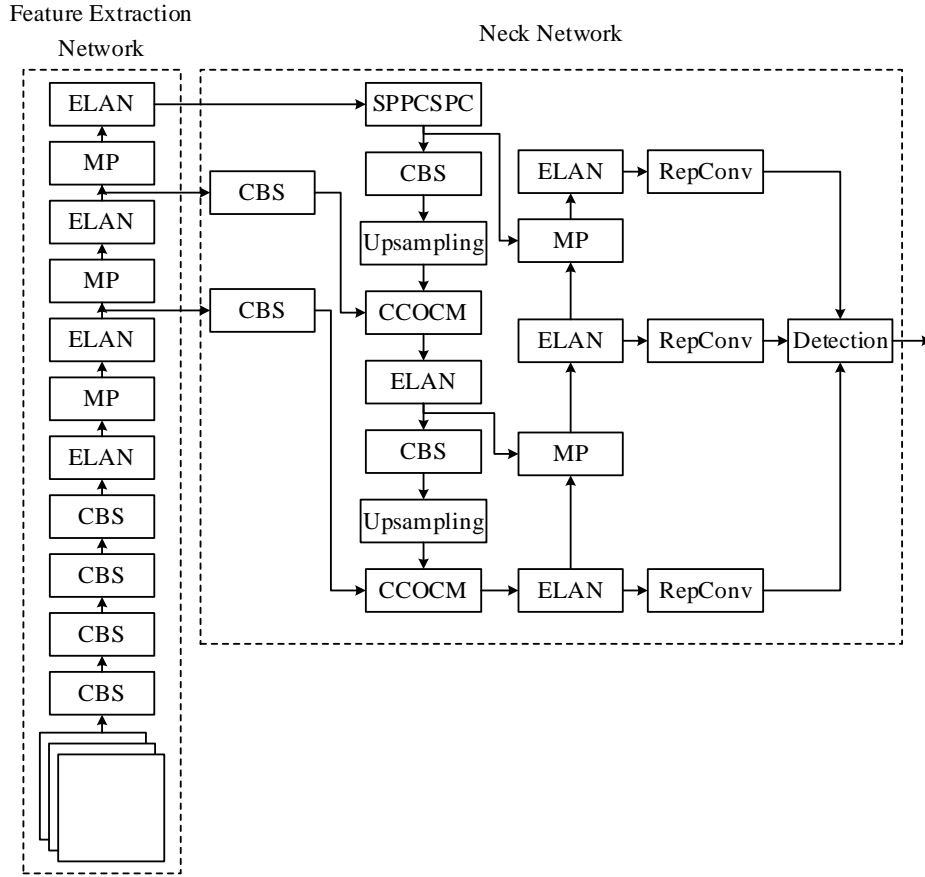 Feature Extraction
Network
Neck Network
ELAN
MP
ELAN
MP
ELAN
MP
ELAN
CBS
CBS
CBS
CBS
CBS
CBS
SPPCSPC
CBS
Upsampling
CCOCM
ELAN
CBS
Upsampling
CCOCM
ELAN
MP
ELAN
MP
ELAN
RepConv
RepConv
RepConv
Detection